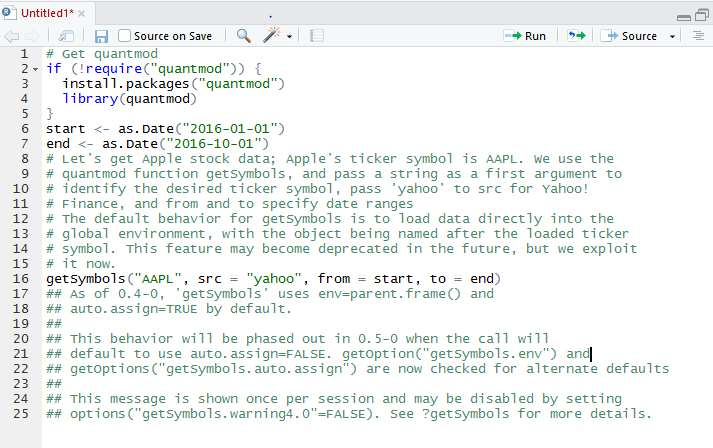 Untitled1*
Source on Save
Run
Source
1 # Get quantmod
2 if (!require("quantmod")) {
3 install.packages("quantmod")
4 library(quantmod)
5 }
6 start <- as.Date("2016-01-01")
7 end <- as.Date("2016-10-01")
8 # Let's get Apple stock data; Apple's ticker symbol is AAPL. We use the
9 # quantmod function getSymbols, and pass a string as a first argument to
10 # identify the desired ticker symbol, pass 'yahoo' to src for Yahoo!
11 # Finance, and from and to specify date ranges
12 # The default behavior for getSymbols is to load data directly into the
13 # global environment, with the object being named after the loaded ticker
14 # symbol. This feature may become deprecated in the future, but we exploit
15 # it now.
16 getSymbols("AAPL", src = "yahoo", from = start, to = end)
17 ## As of 0.4-0, 'getSymbols' uses env=parent.frame() and
18 ## auto.assign=TRUE by default.
19 ##
20 ## This behavior will be phased out in 0.5-0 when the call will
21 ## default to use auto.assign=FALSE. getOption("getSymbols.env") and
22 ## getOptions("getSymbols.auto.assign") are now checked for alternate defaults
23 ##
24 ## This message is shown once per session and may be disabled by setting
25 ## options("getSymbols.warning4.0"=FALSE). See ?getSymbols for more details.